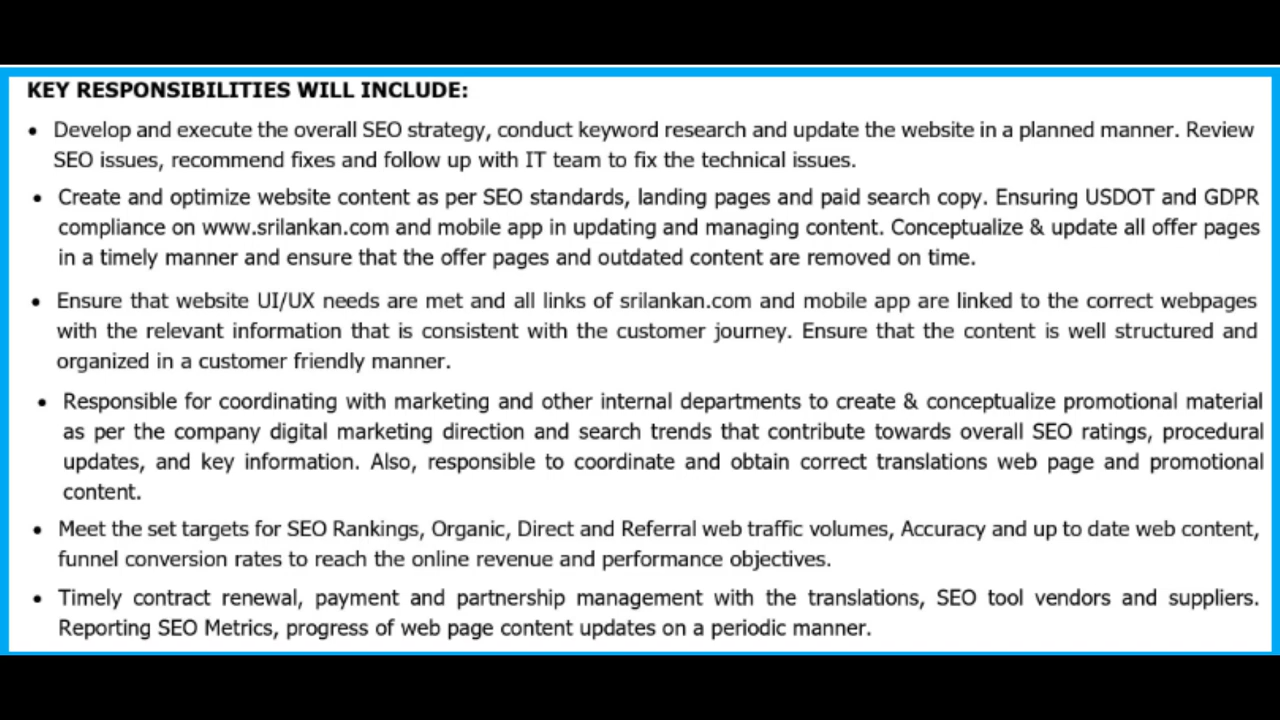 KEY RESPONSIBILITIES WILL INCLUDE:
• Develop and execute the overall SEO strategy, conduct keyword research and update the website in a planned manner. Review
SEO issues, recommend fixes and follow up with IT team to fix the technical issues.
• Create and optimize website content as per SEO standards, landing pages and paid search copy. Ensuring USDOT and GDPR
compliance on www.srilankan.com and mobile app in updating and managing content. Conceptualize & update all offer pages
in a timely manner and ensure that the offer pages and outdated content are removed on time.
• Ensure that website UI/UX needs are met and all links of srilankan.com and mobile app are linked to the correct webpages
with the relevant information that is consistent with the customer journey. Ensure that the content is well structured and
organized in a customer friendly manner.
• Responsible for coordinating with marketing and other internal departments to create & conceptualize promotional material
as per the company digital marketing direction and search trends that contribute towards overall SEO ratings, procedural
updates, and key information. Also, responsible to coordinate and obtain correct translations web page and promotional
content.
• Meet the set targets for SEO Rankings, Organic, Direct and Referral web traffic volumes, Accuracy and up to date web content,
funnel conversion rates to reach the online revenue and performance objectives.
• Timely contract renewal, payment and partnership management with the translations, SEO tool vendors and suppliers.
Reporting SEO Metrics, progress of web page content updates on a periodic manner.